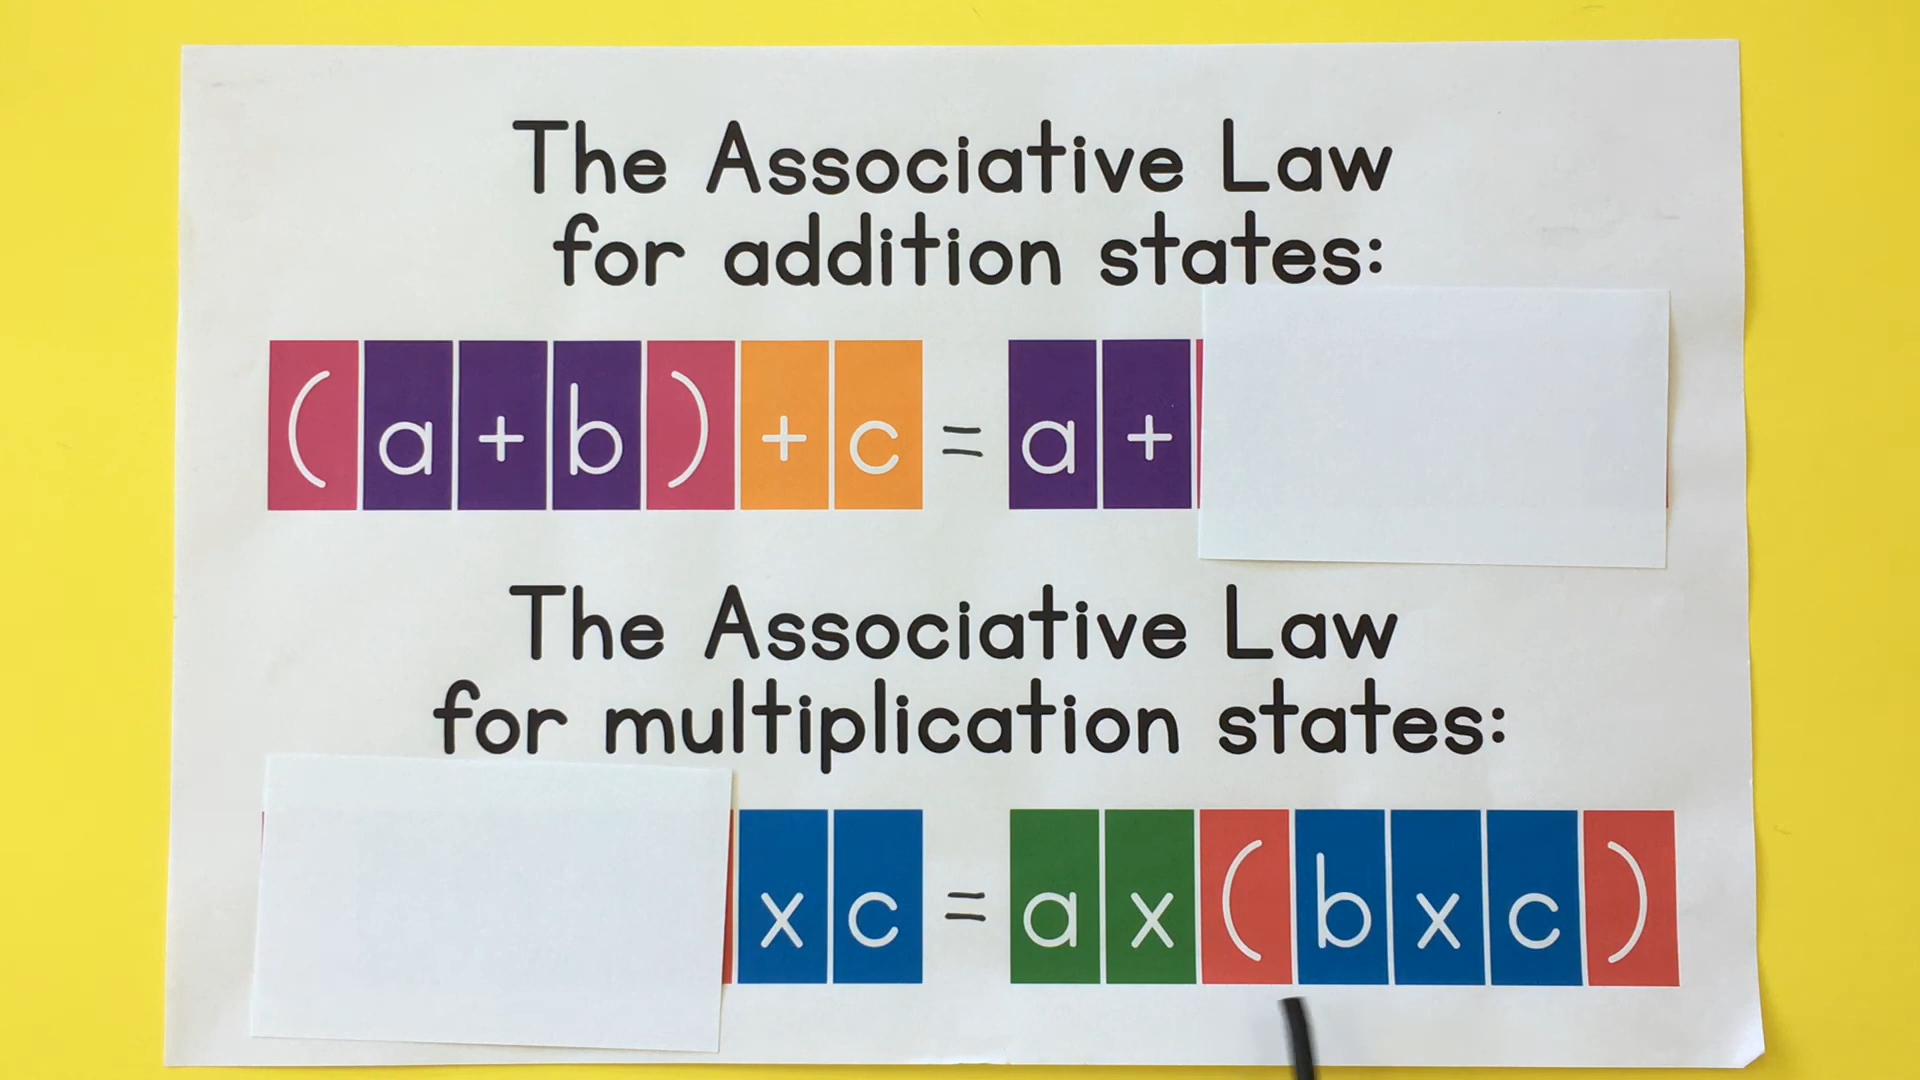 The Associative Law
for addition states:
(a+b)+c = a+
The Associative Law
for multiplication states:
xc = ax(bxc)